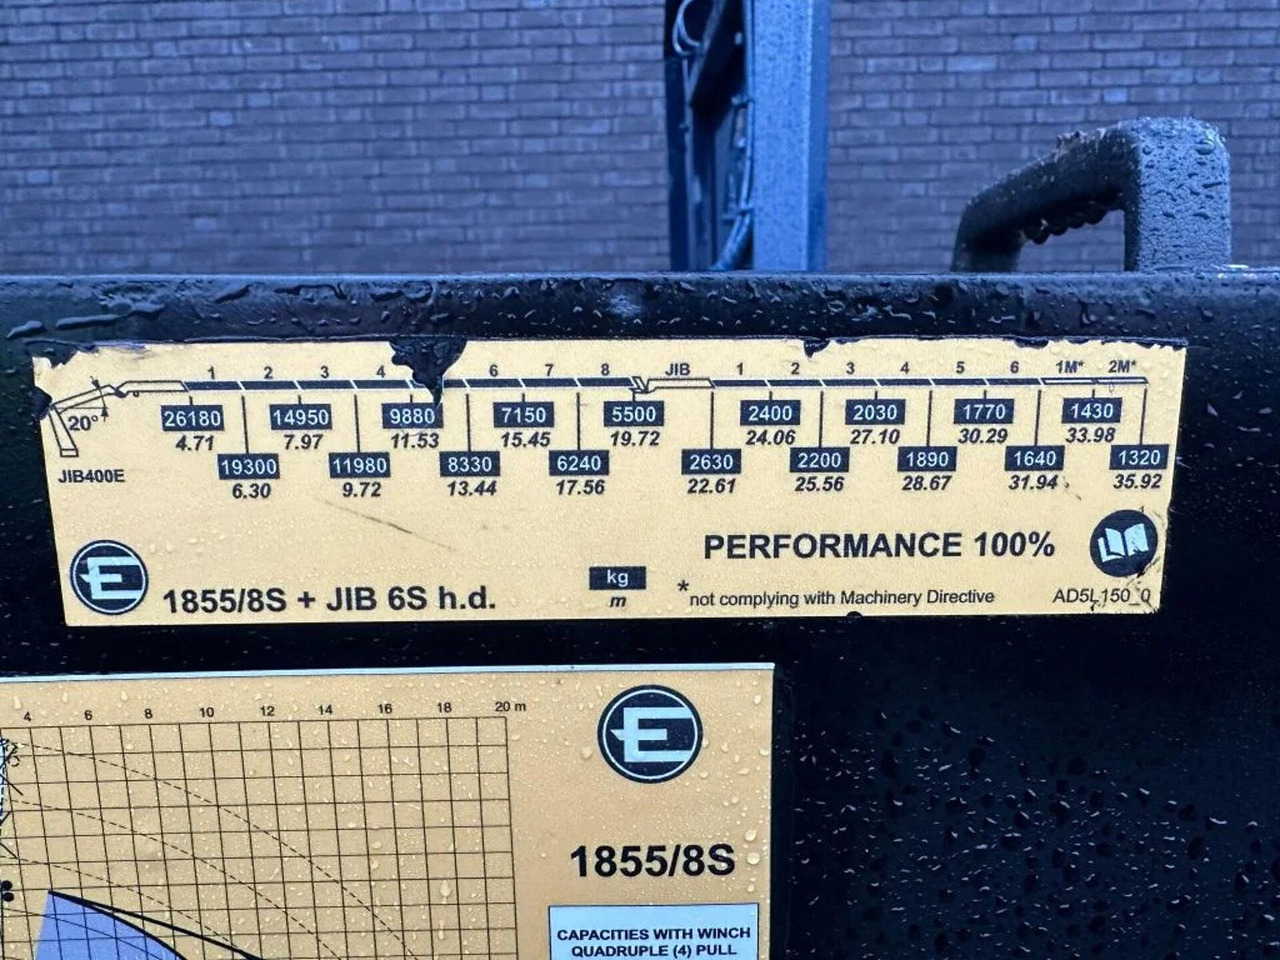 1 2 3 4 6 7 8 JIB 1 2 3 4 5 6 1M* 2M*
20°
26180 14950 9880 7150 5500 2400 2030 1770 1430
4.71 7.97 11.53 15.45 19.72 24.06 27.10 30.29 33.98
JIB400E
19300 11980 8330 6240 2630 2200 1890 1640 1320
6.30 9.72 13.44 17.56 22.61 25.56 28.67 31.94 35.92
PERFORMANCE 100%
E
1855/8S + JIB 6S h.d.
kg
m
*not complying with Machinery Directive
AD5L150_0
4 6 8 10 12 14 16 18 20 m
E
1855/8S
CAPACITIES WITH WINCH
QUADRUPLE (4) PULL